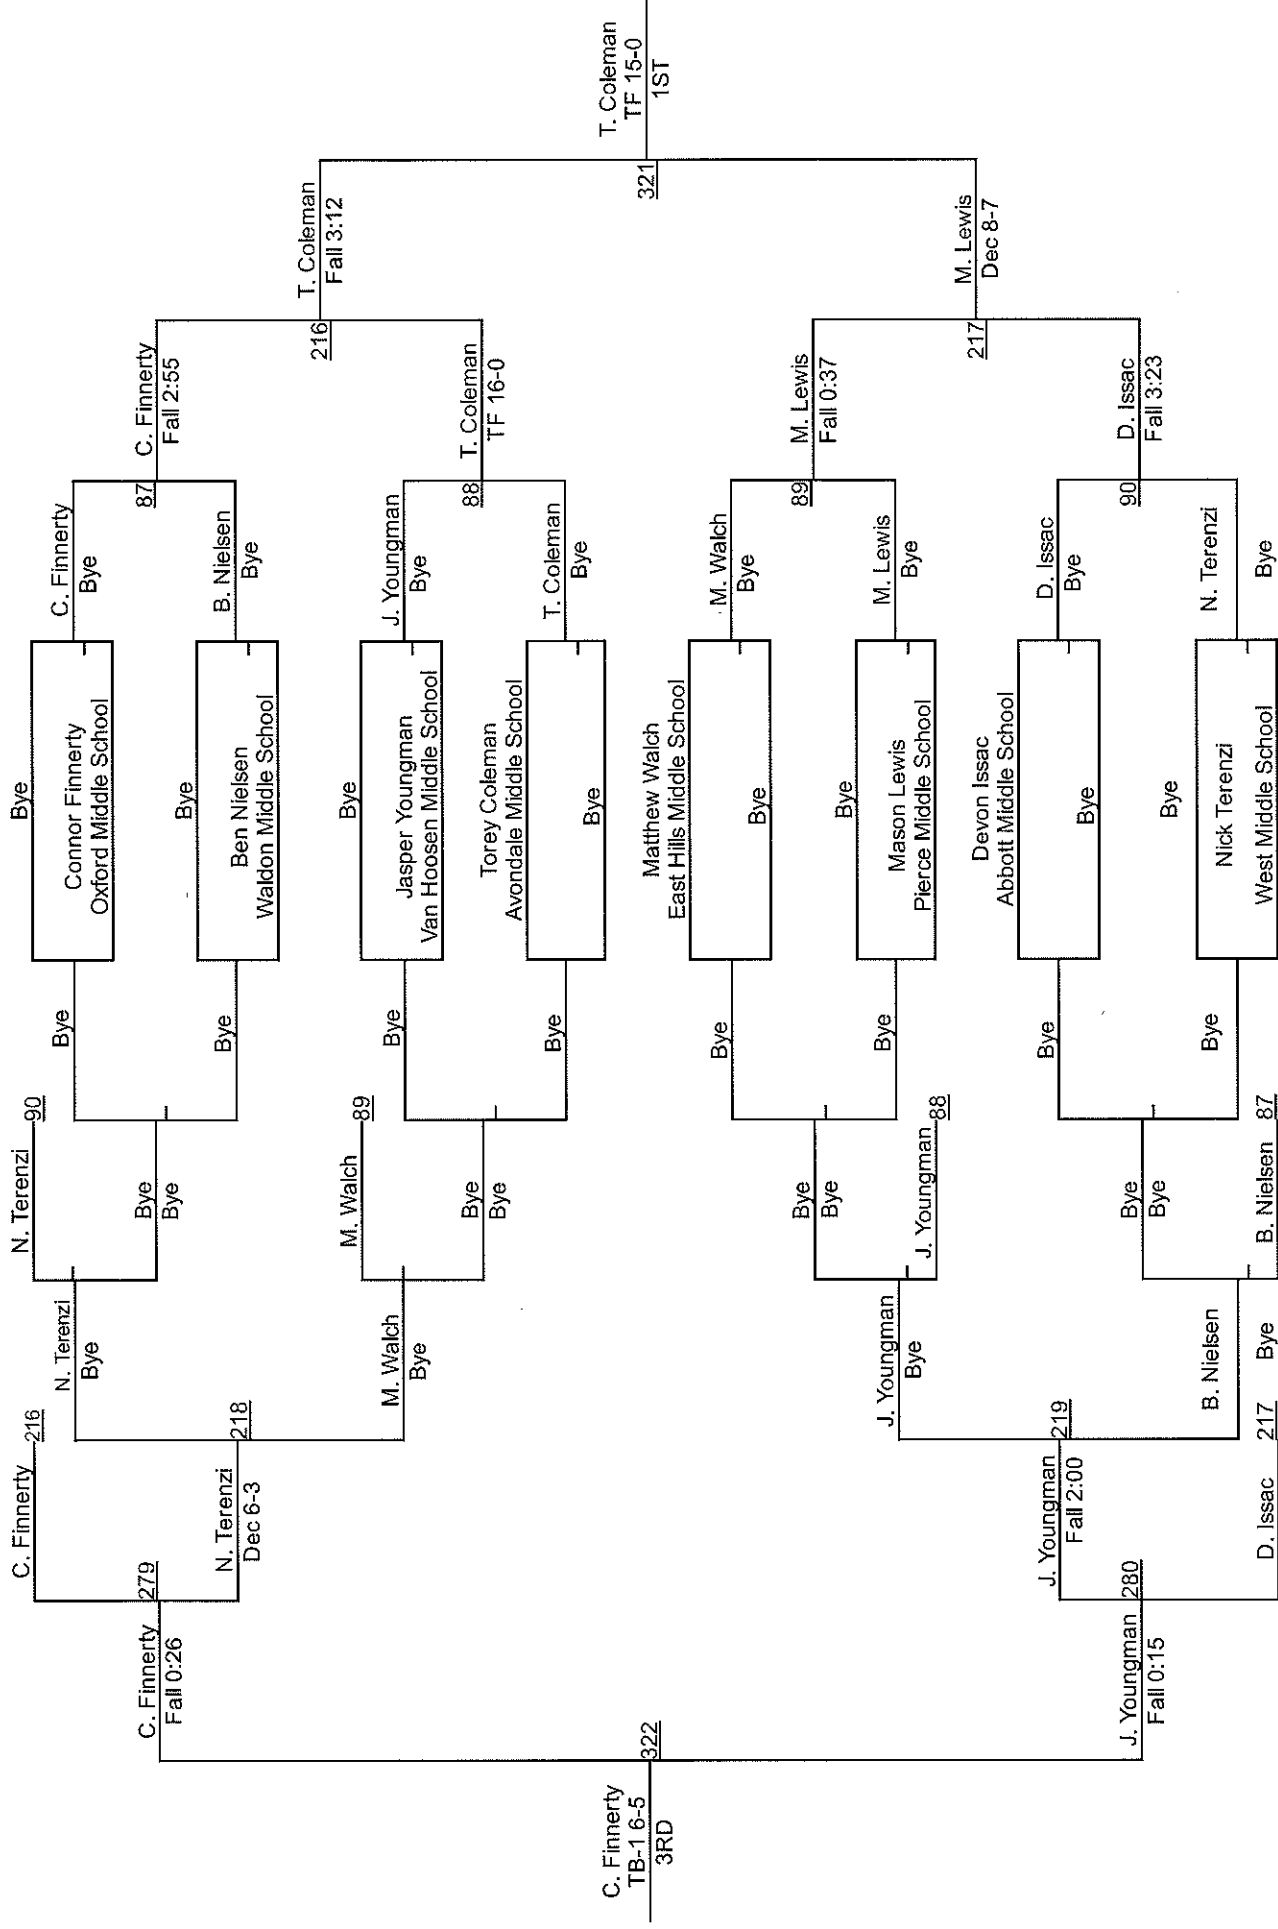 Bye
Connor Finnerty
Oxford Middle School
Bye
Ben Nielsen
Waldon Middle School
Bye
Jasper Youngman
Van Hoosen Middle School
Torey Coleman
Avondale Middle School
Bye
Matthew Walch
East Hills Middle School
Bye
Bye
Mason Lewis
Pierce Middle School
Devon Issac
Abbott Middle School
Bye
Bye
Nick Terenzi
West Middle School
C. Finnerty
Bye
B. Nielsen
Bye
J. Youngman
Bye
T. Coleman
Bye
M. Walch
Bye
M. Lewis
Bye
D. Issac
Bye
N. Terenzi
Bye
87
C. Finnerty
Fall 2:55
88
T. Coleman
TF 16-0
89
M. Lewis
Fall 0:37
90
D. Issac
Fall 3:23
216
T. Coleman
Fall 3:12
217
M. Lewis
Dec 8-7
321
T. Coleman
TF 15-0
1ST
Bye
Bye
Bye
Bye
Bye
Bye
Bye
Bye
N. Terenzi 90
Bye
Bye
M. Walch 89
Bye
Bye
Bye
Bye
J. Youngman 88
Bye
Bye
B. Nielsen 87
N. Terenzi
Bye
M. Walch
Bye
J. Youngman
Bye
B. Nielsen
Bye
C. Finnerty 216
N. Terenzi 218
Dec 6-3
J. Youngman 219
Fall 2:00
D. Issac 217
C. Finnerty 279
Fall 0:26
J. Youngman 280
Fall 0:15
322
C. Finnerty
TB-1 6-5
3RD